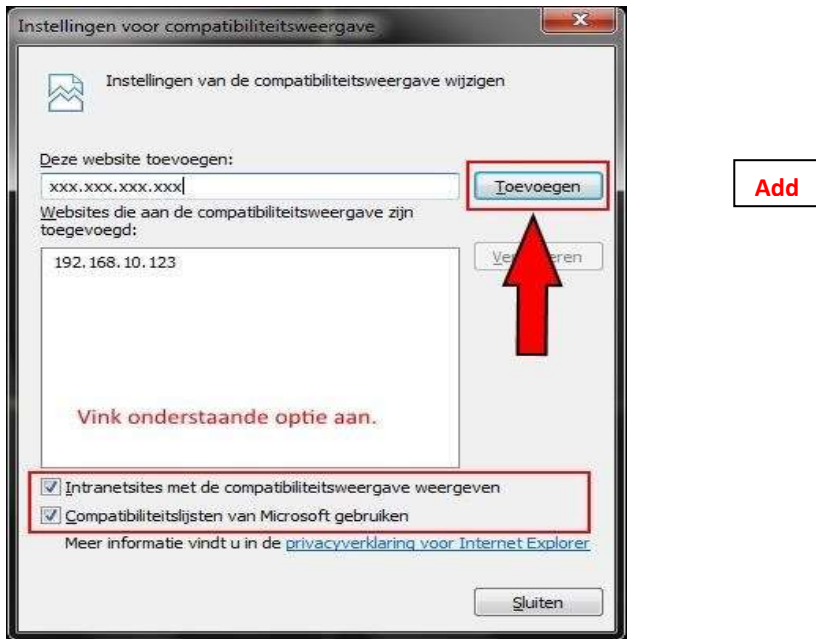 Instellingen voor compatibiliteitsweergave
Instellingen van de compatibiliteitsweergave wijzigen
Deze website toevoegen:
xxx.xxx.xxx.xxx
Toevoegen
Add
Websites die aan de compatibiliteitsweergave zijn
toegevoegd:
192.168.10.123
Vink onderstaande optie aan.
Intranetsites met de compatibiliteitsweergave weergeven
Compatibiliteitslijsten van Microsoft gebruiken
Meer informatie vindt u in de privacyverklaring voor Internet Explorer
Sluiten